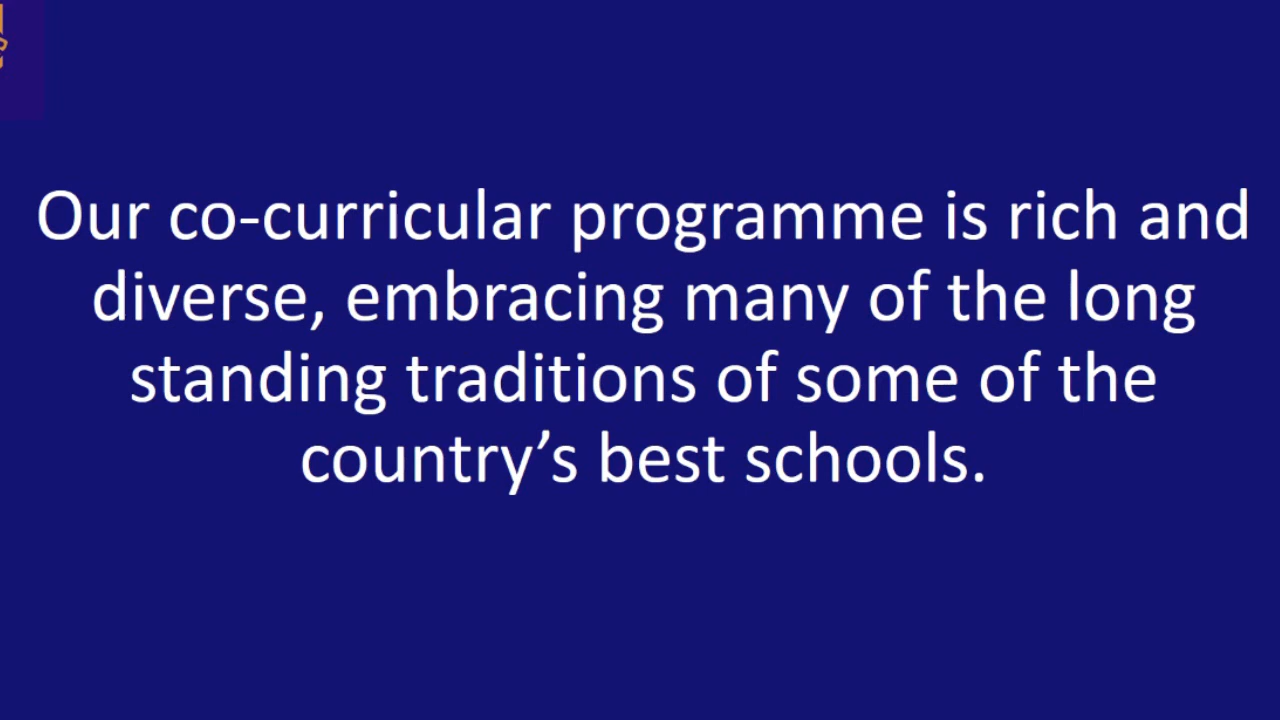 Our co-curricular programme is rich and
diverse, embracing many of the long
standing traditions of some of the
country’s best schools.